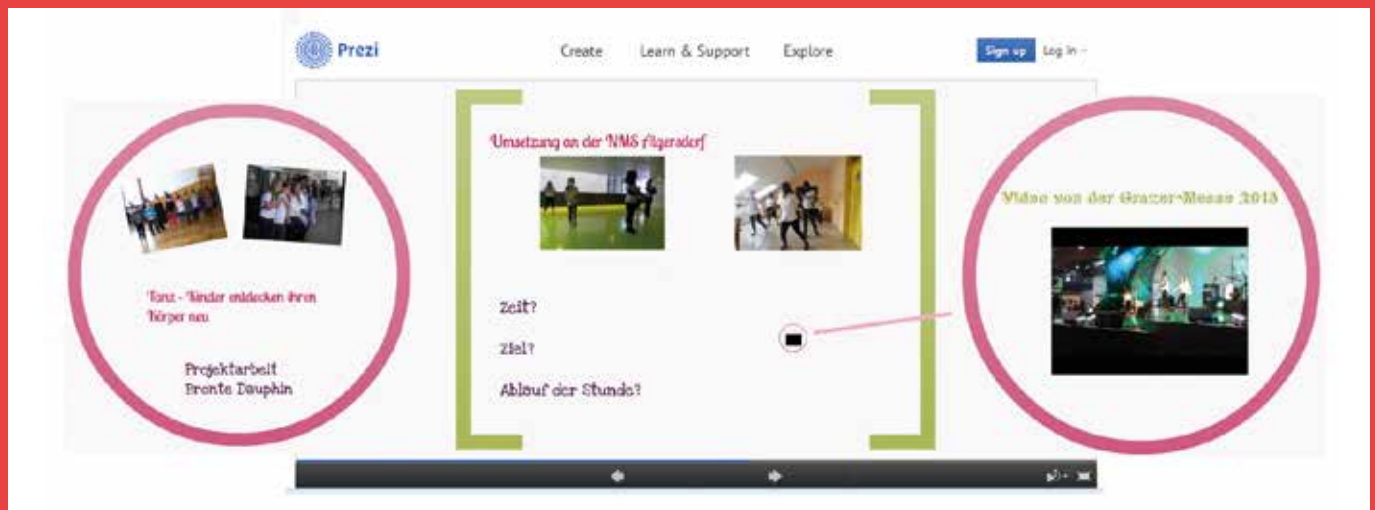 Prezi
Create Learn & Support Explore
Sign up Log in
Tanz - Kinder entdecken ihren
Körper neu
Projektarbeit
Bronte Dauphin
Umsetzung an der NMS Algersdorf
Zeit?
Ziel?
Ablauf der Stunde?
Video von der Grazer-Messe 2013